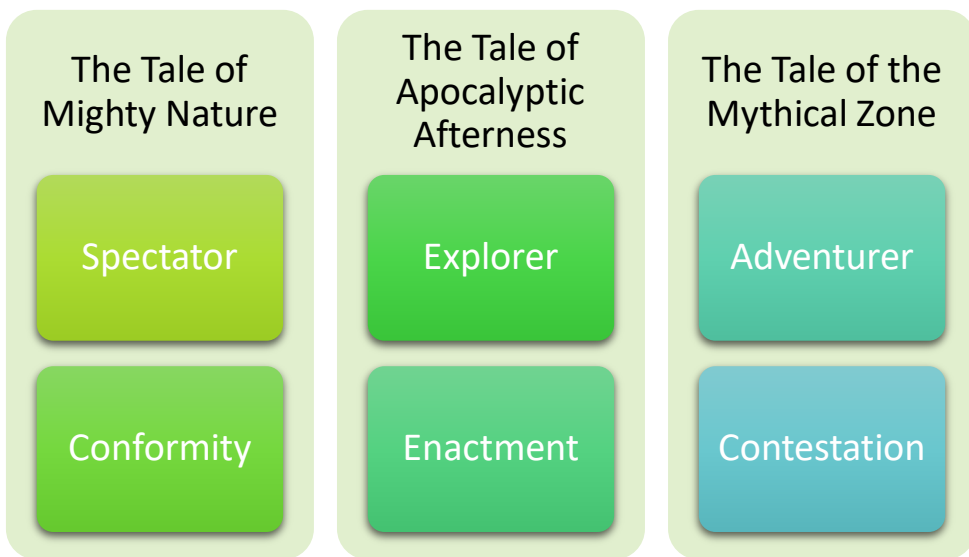 The Tale of
Mighty Nature
Spectator
Conformity
The Tale of
Apocalyptic
Afterness
Explorer
Enactment
The Tale of the
Mythical Zone
Adventurer
Contestation